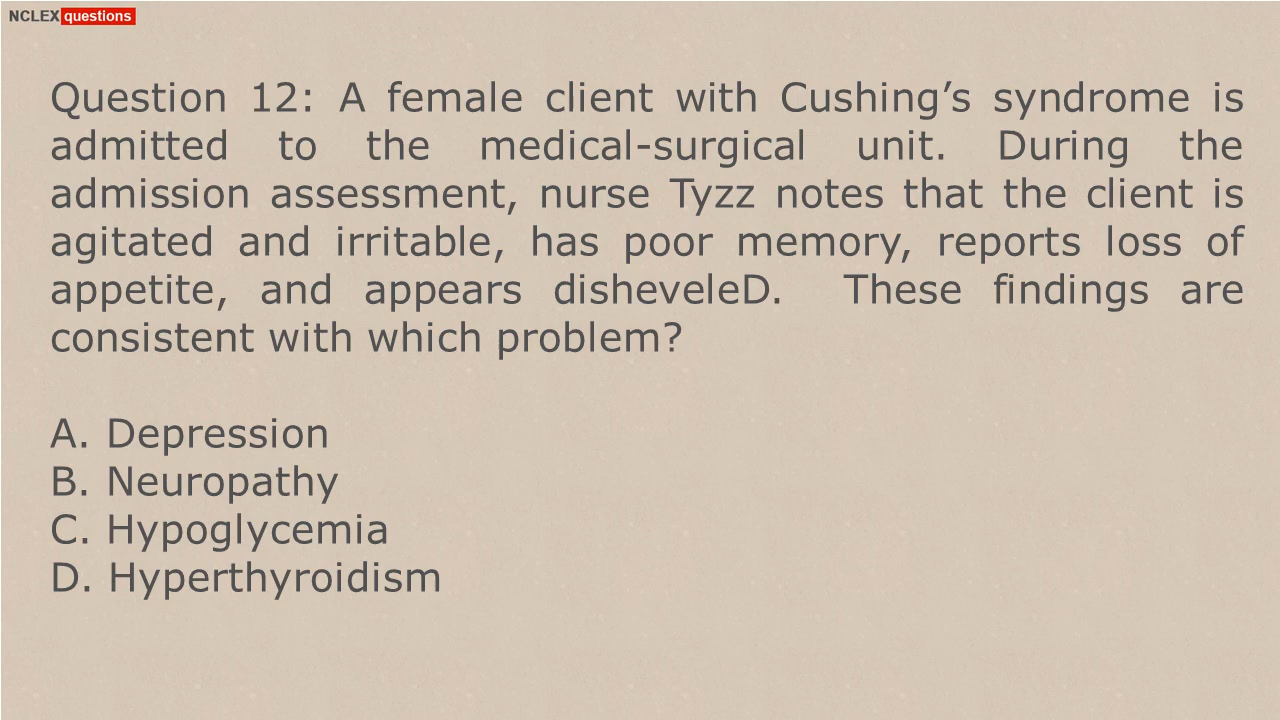 NCLEX questions
Question 12: A female client with Cushing’s syndrome is
admitted to the medical-surgical unit. During the
admission assessment, nurse Tyzz notes that the client is
agitated and irritable, has poor memory, reports loss of
appetite, and appears disheveleD. These findings are
consistent with which problem?
A. Depression
B. Neuropathy
C. Hypoglycemia
D. Hyperthyroidism